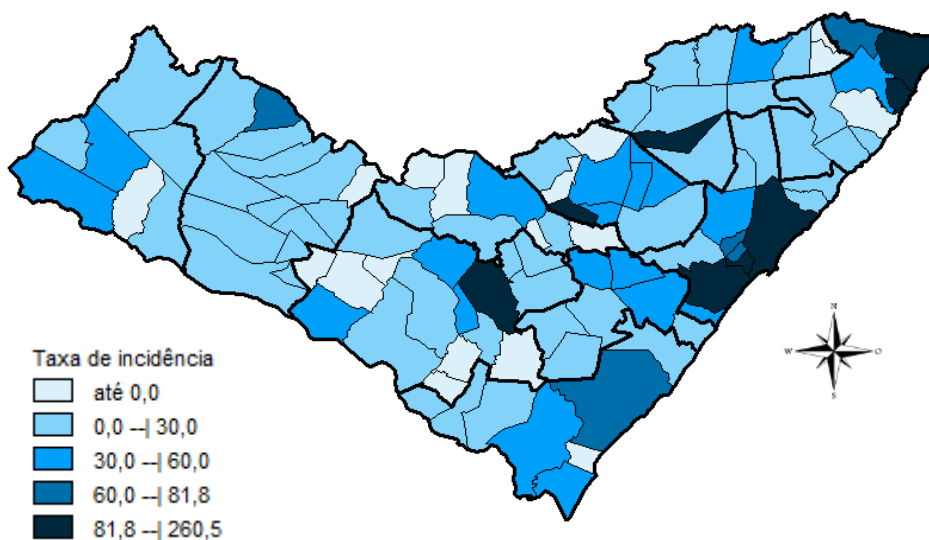 N
W
O
S
Taxa de incidência
até 0,0
0,0 --| 30,0
30,0 --| 60,0
60,0 --| 81,8
81,8 --| 260,5